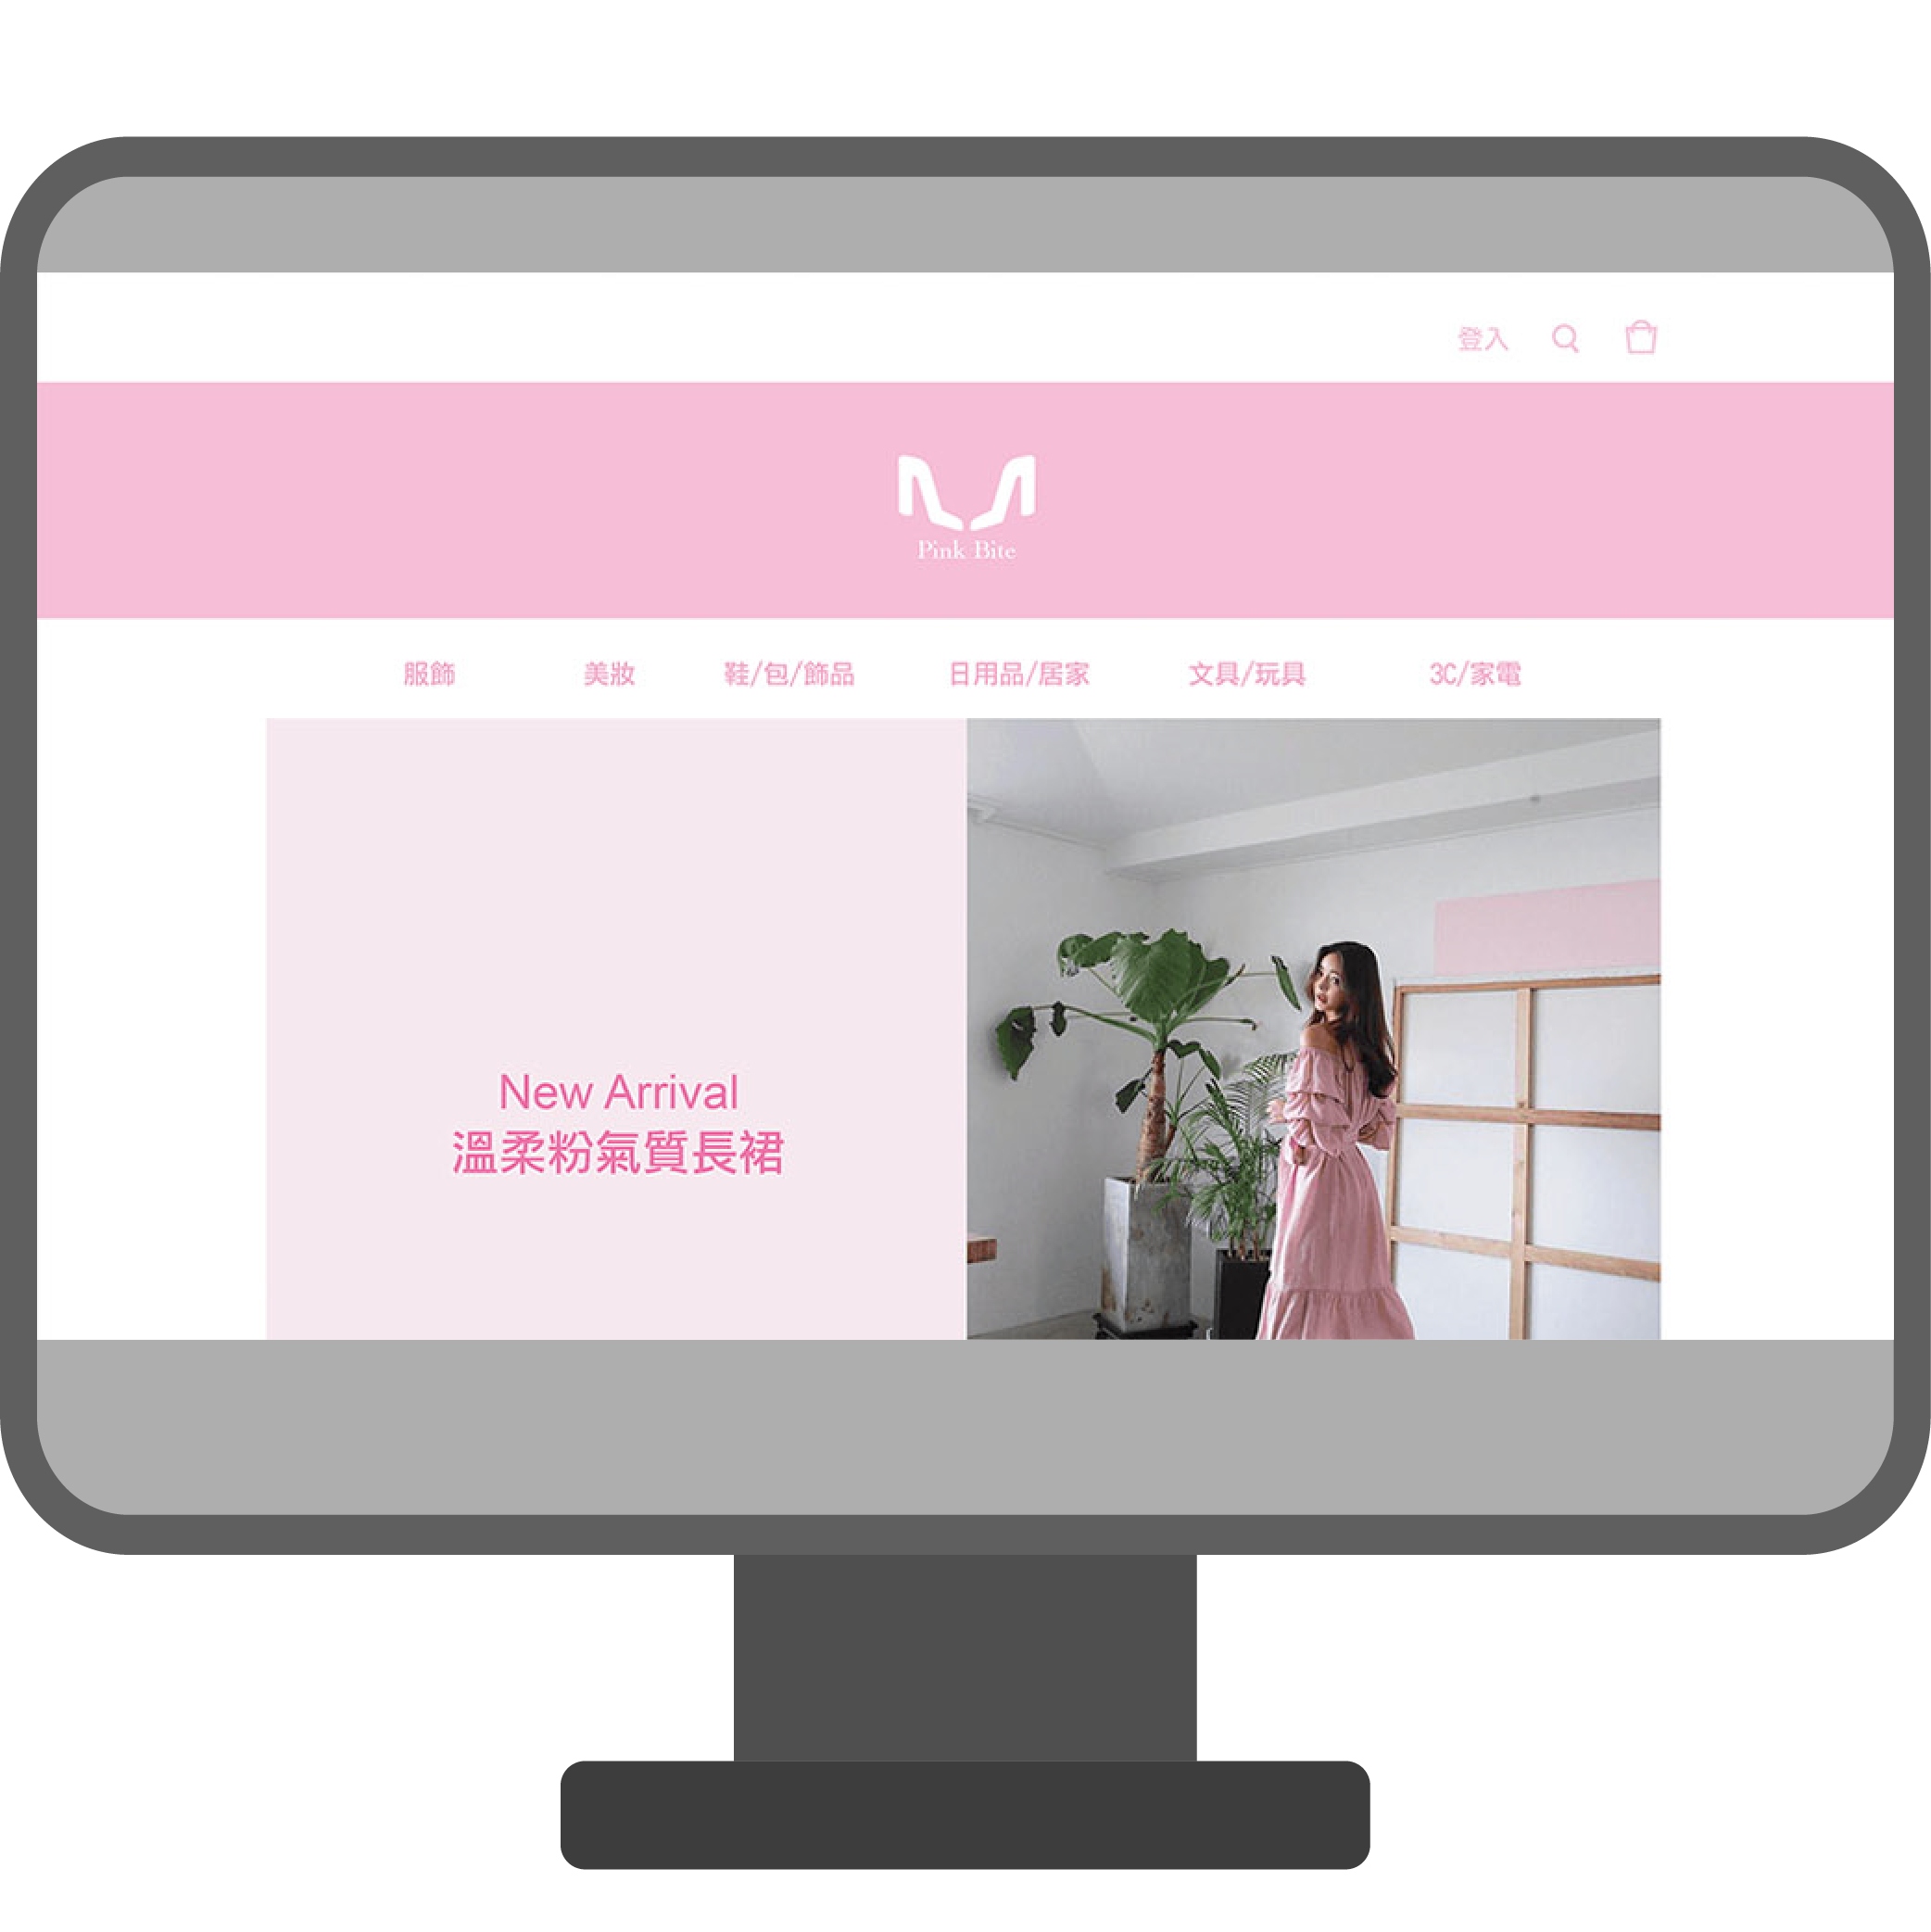 登入
Pink Bite
服飾 美妝 鞋/包/飾品 日用品/居家 文具/玩具 3C/家電
New Arrival
溫柔粉氣質長裙